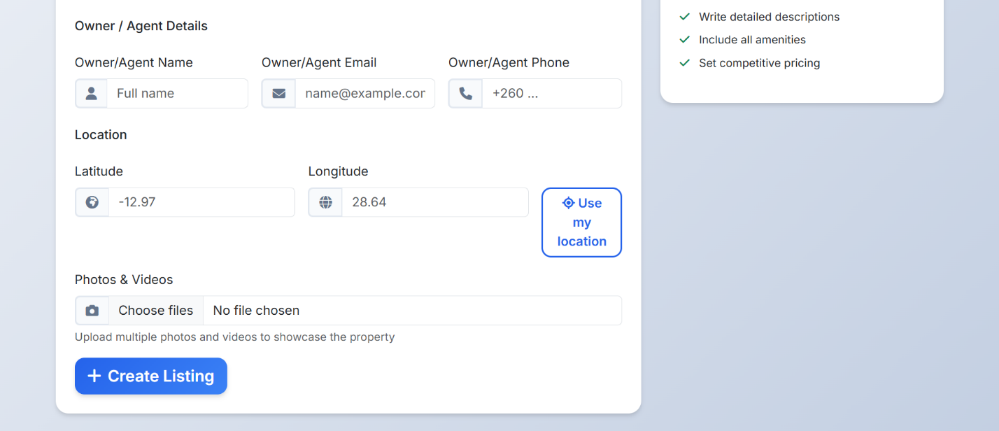 Write detailed descriptions
Include all amenities
Set competitive pricing
Owner / Agent Details
Owner/Agent Name
Owner/Agent Email
Owner/Agent Phone
Full name
name@example.cor
+260 ...
Location
Latitude
Longitude
-12.97
28.64
Use
my
location
Photos & Videos
Choose files
No file chosen
Upload multiple photos and videos to showcase the property
Create Listing